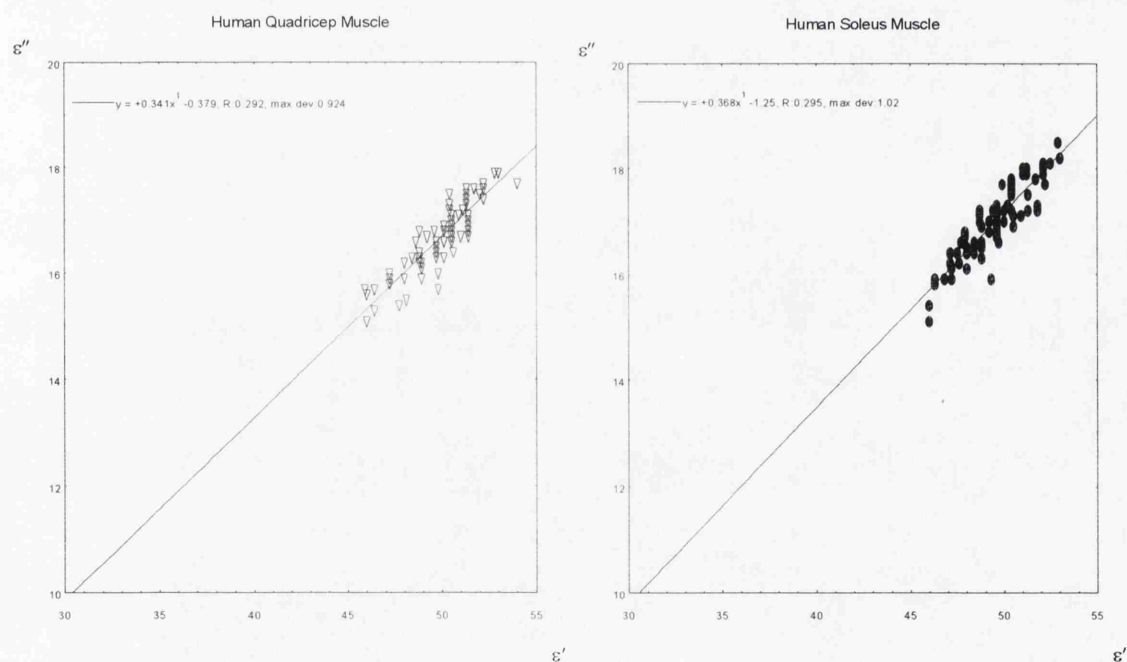 Human Quadricep Muscle
ε''
20
y = +0.341x¹ -0.379, R:0.292, max dev:0.924
18
16
14
12
10
30 35 40 45 50 55
ε'
Human Soleus Muscle
ε''
20
y = +0.368x¹ -1.25, R:0.295, max dev:1.02
18
16
14
12
10
30 35 40 45 50 55
ε'